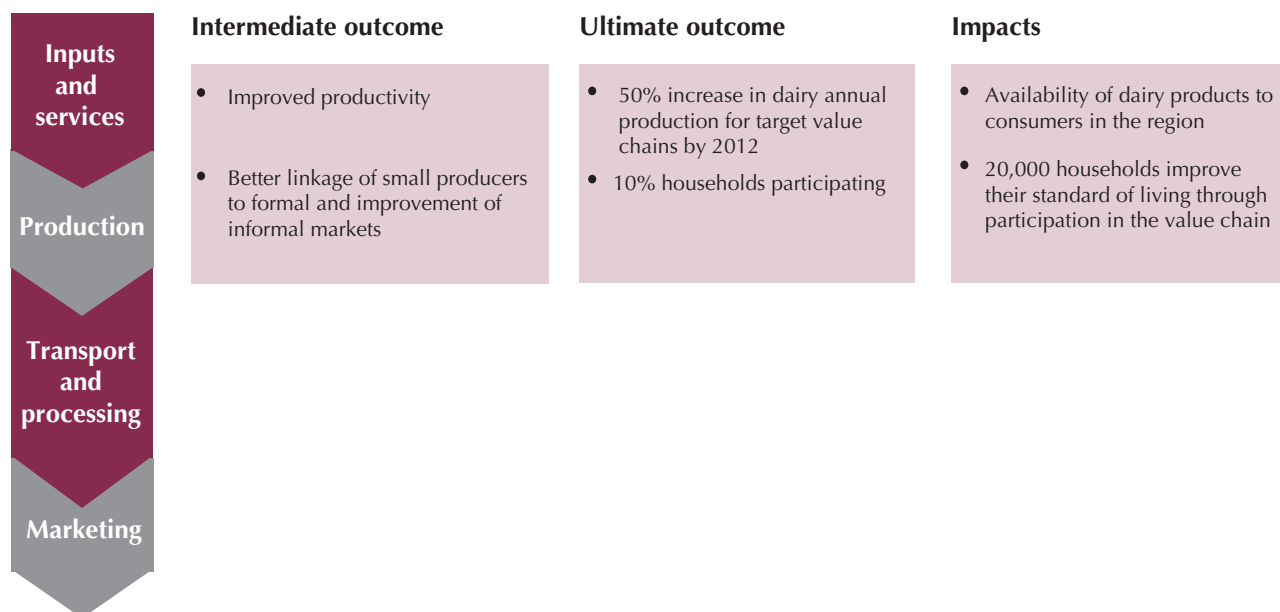 Inputs
and
services
Production
Transport
and
processing
Marketing
Intermediate outcome
• Improved productivity
• Better linkage of small producers
to formal and improvement of
informal markets
Ultimate outcome
• 50% increase in dairy annual
production for target value
chains by 2012
• 10% households participating
Impacts
• Availability of dairy products to
consumers in the region
• 20,000 households improve
their standard of living through
participation in the value chain